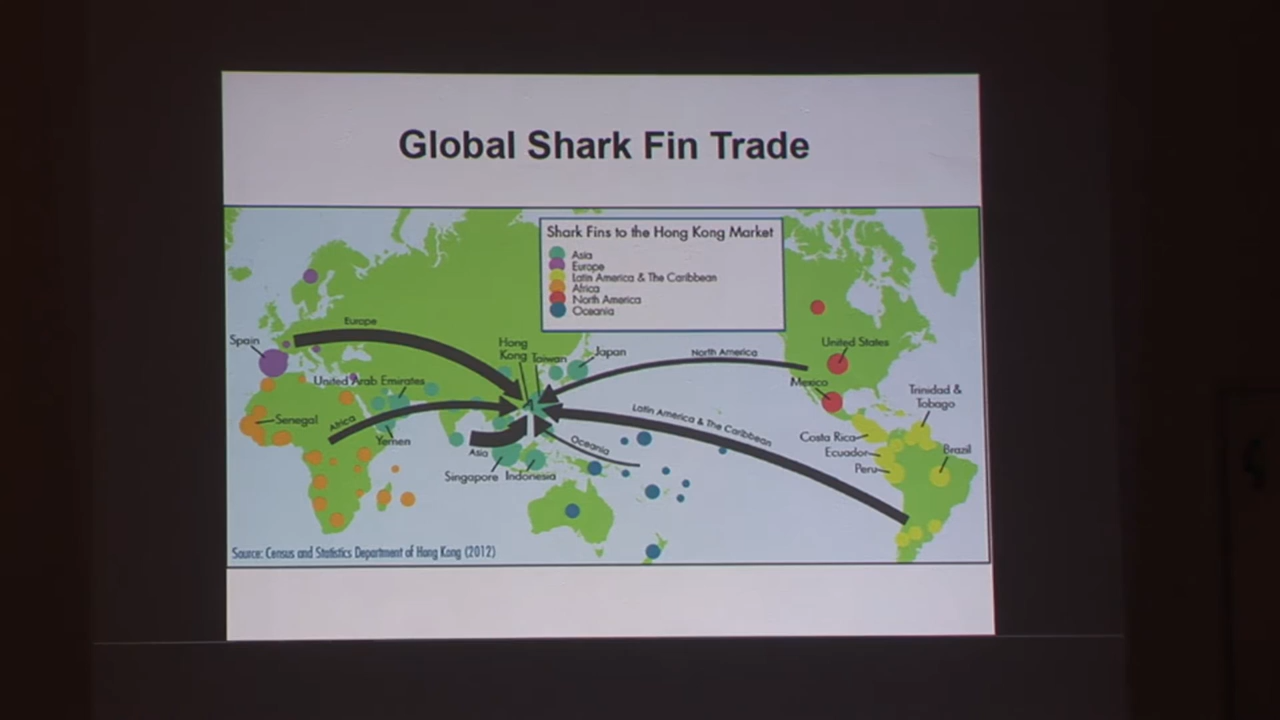 Global Shark Fin Trade
Shark Fins to the Hong Kong Market
Asia
Europe
Latin America & The Caribbean
Africa
North America
Oceania
Europe
Spain
Hong
Kong
Taiwan
Japan
North America
United States
United Arab Emirates
Mexico
Trinidad &
Tobago
Senegal
Africa
Yemen
Latin America & The Caribbean
Costa Rica
Oceania
Asia
Ecuador
Brazil
Singapore
Indonesia
Peru
Source: Census and Statistics Department of Hong Kong (2012)